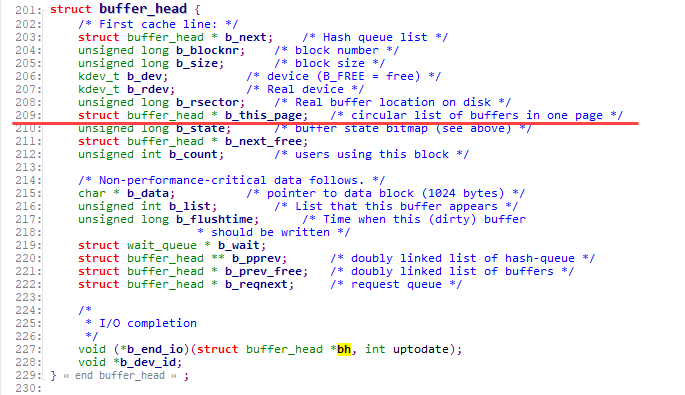 201: struct buffer_head {
202: /* First cache line: */
203: struct buffer_head * b_next; /* Hash queue list */
204: unsigned long b_blocknr; /* block number */
205: unsigned long b_size; /* block size */
206: kdev_t b_dev; /* device (B_FREE = free) */
207: kdev_t b_rdev; /* Real device */
208: unsigned long b_rsector; /* Real buffer location on disk */
209: struct buffer_head * b_this_page; /* circular list of buffers in one page */
210: unsigned long b_state; /* buffer state bitmap (see above) */
211: struct buffer_head * b_next_free;
212: unsigned int b_count; /* users using this block */
213:
214: /* Non-performance-critical data follows. */
215: char * b_data; /* pointer to data block (1024 bytes) */
216: unsigned int b_list; /* List that this buffer appears */
217: unsigned long b_flushtime; /* Time when this (dirty) buffer
218: * should be written */
219: struct wait_queue * b_wait;
220: struct buffer_head ** b_pprev; /* doubly linked list of hash-queue */
221: struct buffer_head * b_prev_free; /* doubly linked list of buffers */
222: struct buffer_head * b_reqnext; /* request queue */
223:
224: /*
225: * I/O completion
226: */
227: void (*b_end_io)(struct buffer_head *bh, int uptodate);
228: void *b_dev_id;
229: } « end buffer_head » ;
230: